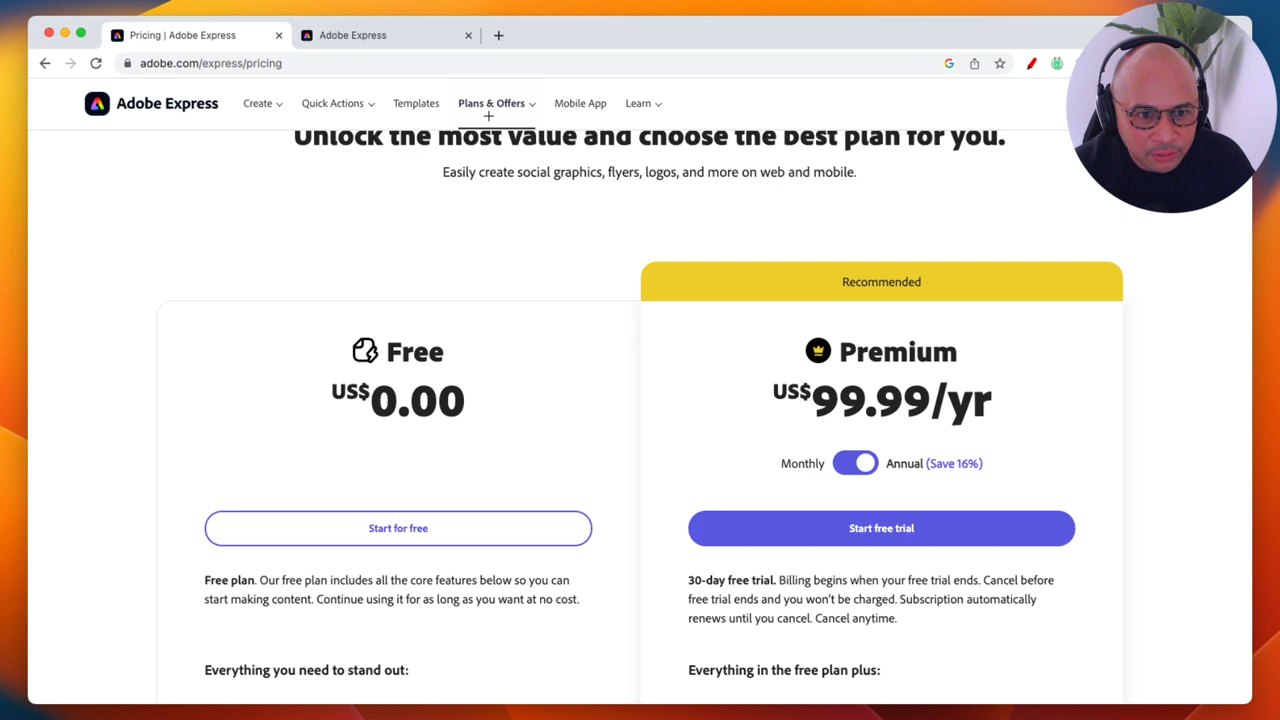 Pricing | Adobe Express
Adobe Express
adobe.com/express/pricing
Adobe Express
Create
Quick Actions
Templates
Plans & Offers
Mobile App
Learn
Unlock the most value and choose the best plan for you.
Easily create social graphics, flyers, logos, and more on web and mobile.
Recommended
Free
US$0.00
Start for free
Free plan. Our free plan includes all the core features below so you can
start making content. Continue using it for as long as you want at no cost.
Everything you need to stand out:
Premium
US$99.99/yr
Monthly
Annual (Save 16%)
Start free trial
30-day free trial. Billing begins when your free trial ends. Cancel before
free trial ends and you won't be charged. Subscription automatically
renews until you cancel. Cancel anytime.
Everything in the free plan plus: